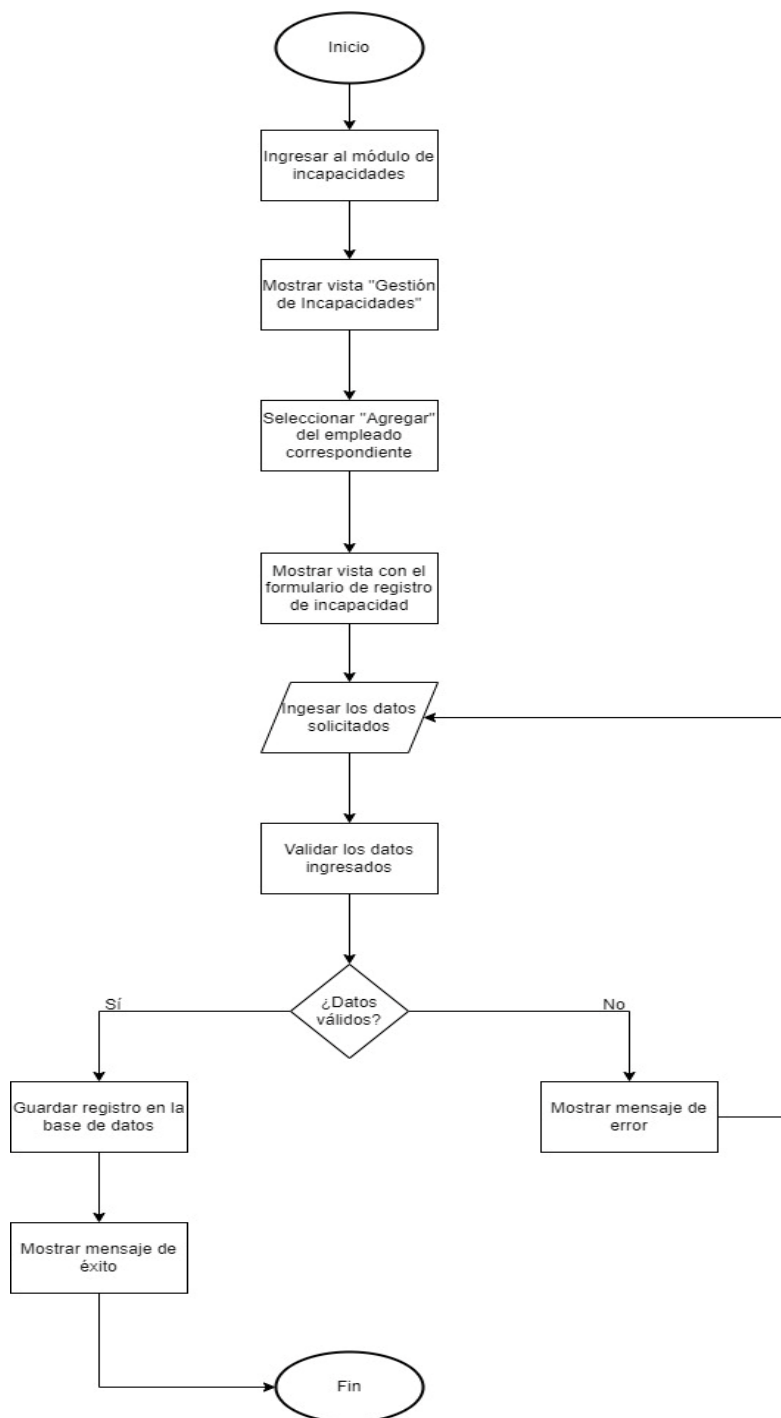 Inicio
Ingresar al módulo de
incapacidades
Mostrar vista "Gestión
de Incapacidades"
Seleccionar "Agregar"
del empleado
correspondiente
Mostrar vista con el
formulario de registro
de incapacidad
Ingesar los datos
solicitados
Validar los datos
ingresados
¿Datos
válidos?
Sí
No
Guardar registro en la
base de datos
Mostrar mensaje de
error
Mostrar mensaje de
éxito
Fin